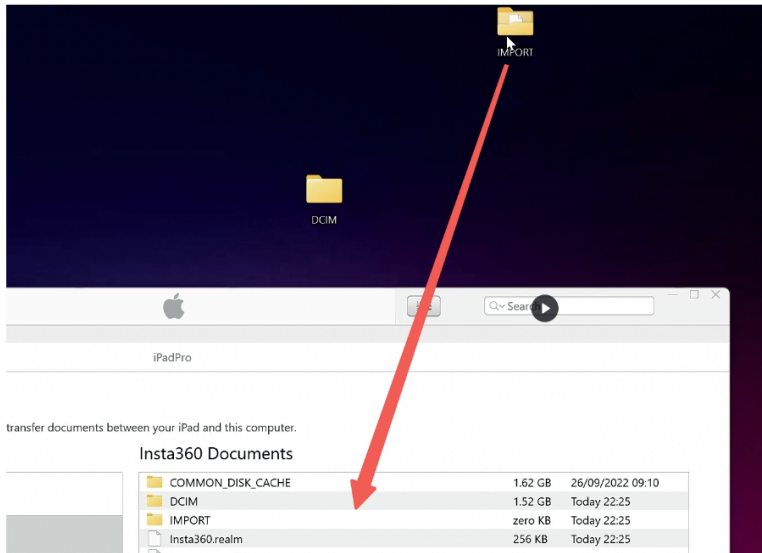 IMPORT
DCIM
Search
iPadPro
transfer documents between your iPad and this computer.
Insta360 Documents
COMMON_DISK_CACHE 1.62 GB 26/09/2022 09:10
DCIM 1.52 GB Today 22:25
IMPORT zero KB Today 22:25
Insta360.realm 256 KB Today 22:25